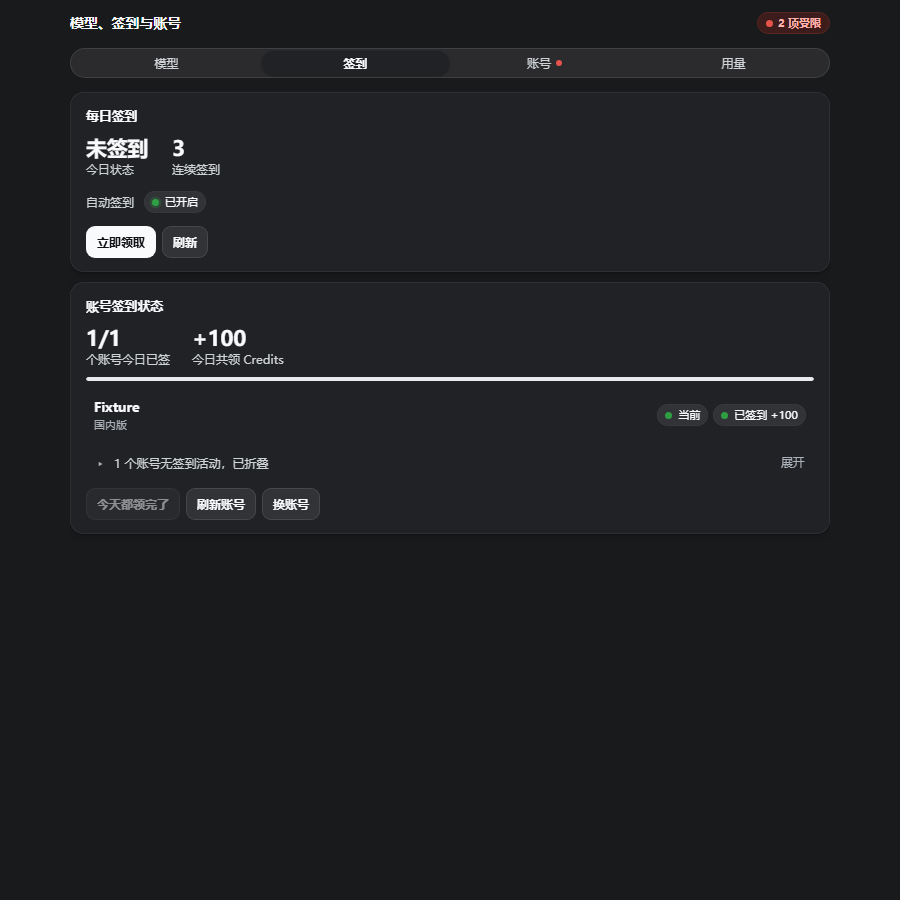 模型、签到与账号
2 顶受限
模型
签到
账号
用量
每日签到
未签到
3
今日状态
连续签到
自动签到
已开启
立即领取
刷新
账号签到状态
1/1
+100
个账号今日已签
今日共领 Credits
Fixture
国内版
当前
已签到 +100
1 个账号无签到活动，已折叠
展开
今天都领完了
刷新账号
换账号